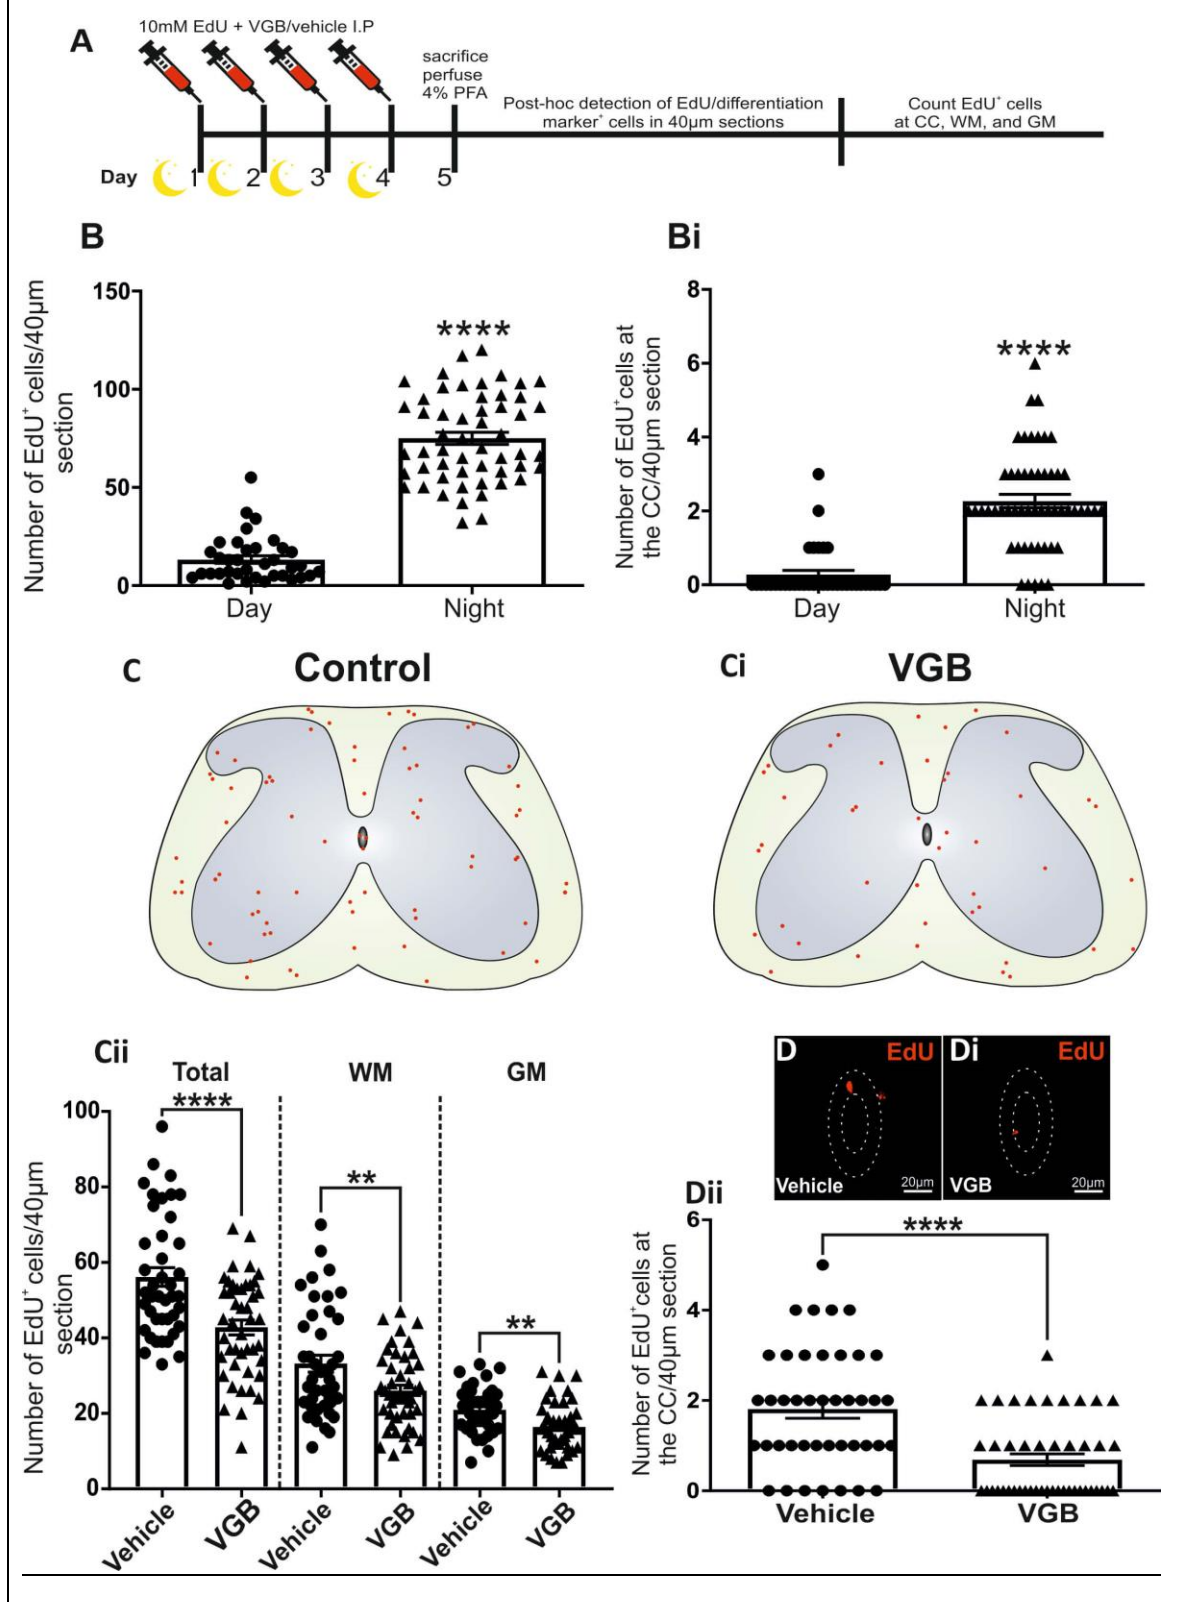 A
10mM EdU + VGB/vehicle I.P
sacrifice
perfuse
4% PFA
Post-hoc detection of EdU/differentiation
marker⁺ cells in 40µm sections
Count EdU⁺ cells
at CC, WM, and GM
Day 1 2 3 4 5
B
Number of EdU⁺ cells/40µm
section
150
100
50
0
****
Day
Night
Bi
Number of EdU⁺cells at
the CC/40µm section
8
6
4
2
0
****
Day
Night
C
Control
Ci
VGB
Cii
Number of EdU⁺ cells/40µm
section
100
80
60
40
20
0
Total
WM
GM
****
**
**
Vehicle
VGB
Vehicle
VGB
Vehicle
VGB
D
EdU
Vehicle
20µm
Di
EdU
VGB
20µm
Dii
Number of EdU⁺cells at
the CC/40µm section
6
4
2
0
****
Vehicle
VGB